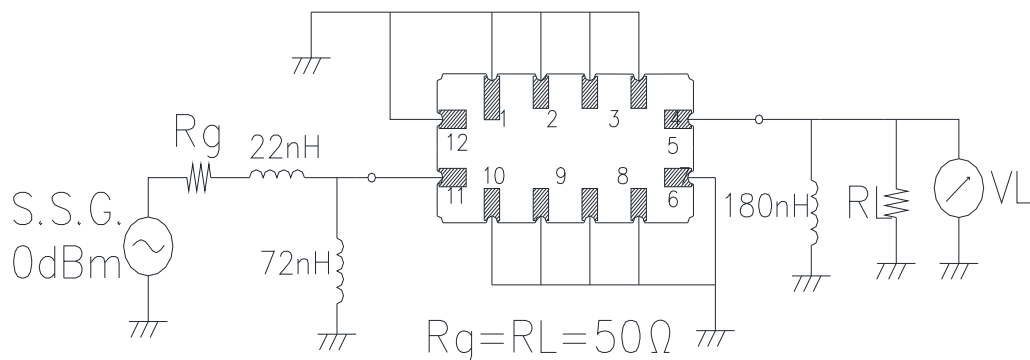 1 2 3 4
12 5
Rg 22nH
11 10 9 8 7
6
S.S.G.
0dBm
72nH
180nH RL VL
Rg=RL=50Ω